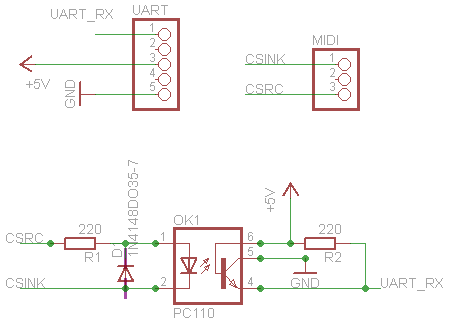 UART
UART_RX
1
2
3
4
5
+5V
GND
MIDI
CSINK
CSRC
1
2
3
CSRC
220
R1
D
1N4148DO35-7
CSINK
OK1
1
2
6
5
4
PC110
+5V
220
R2
GND
UART_RX